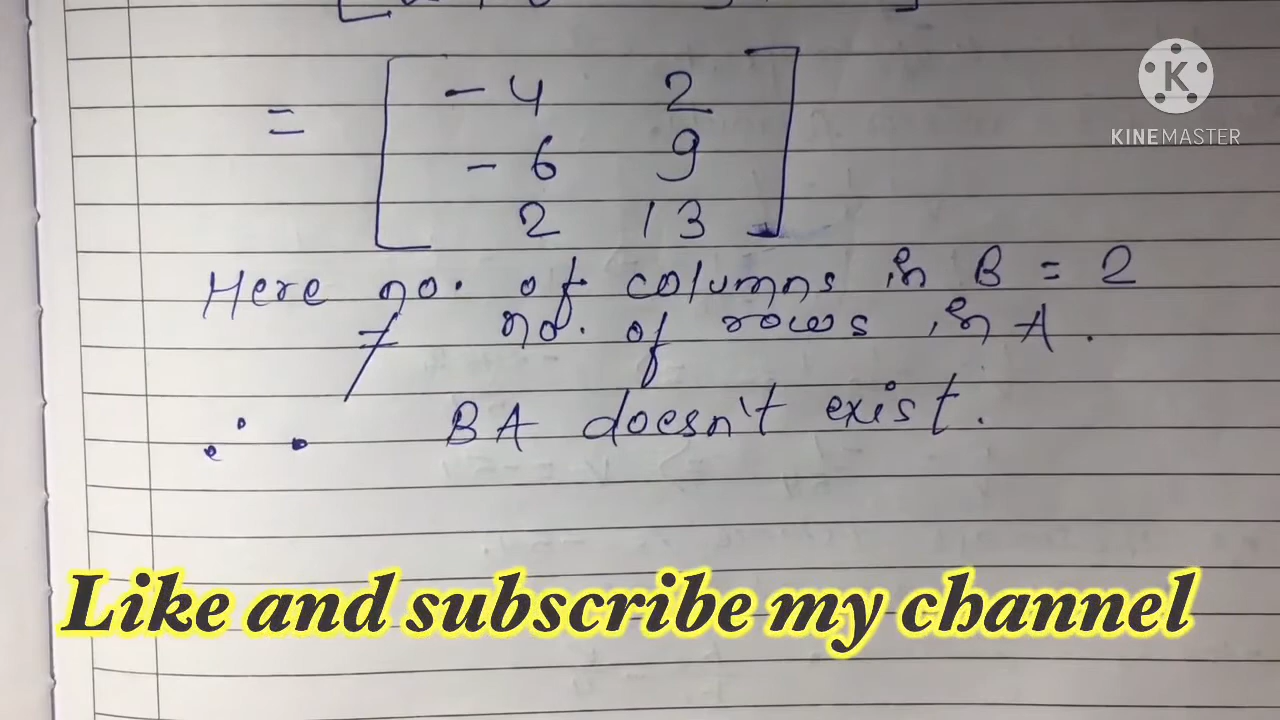 = [ - 4 2
- 6 9
2 13 ]
Here no. of columns in B = 2
≠ no. of rows in A.
∴ BA doesn't exist.
Like and subscribe my channel
K
KINEMASTER